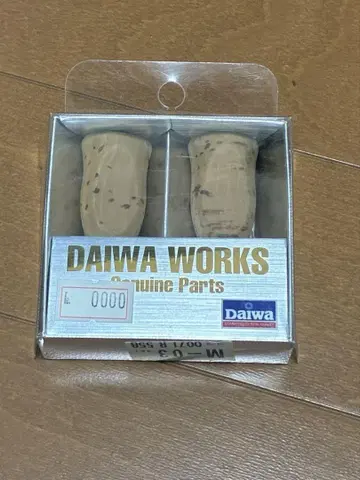 DAIWA WORKS
Genuine Parts
0000
Daiwa
M-03